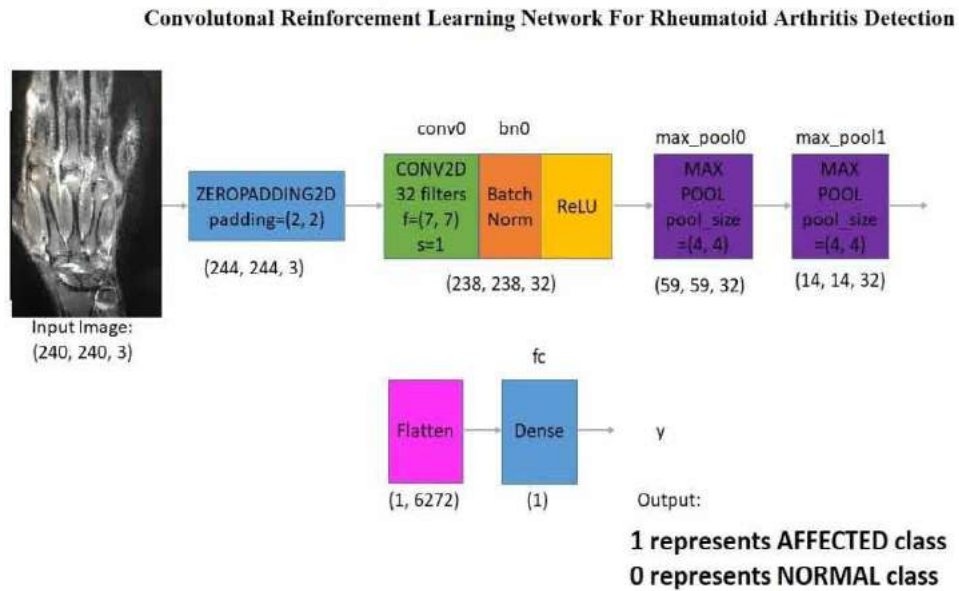 Convolutonal Reinforcement Learning Network For Rheumatoid Arthritis Detection
Input Image:
(240, 240, 3)
ZEROPADDING2D
padding=(2, 2)
(244, 244, 3)
conv0
bn0
CONV2D
32 filters
f=(7, 7)
s=1
Batch
Norm
ReLU
(238, 238, 32)
max_pool0
MAX
POOL
pool_size
=(4, 4)
(59, 59, 32)
max_pool1
MAX
POOL
pool_size
=(4, 4)
(14, 14, 32)
Flatten
(1, 6272)
fc
Dense
(1)
y
Output:
1 represents AFFECTED class
0 represents NORMAL class